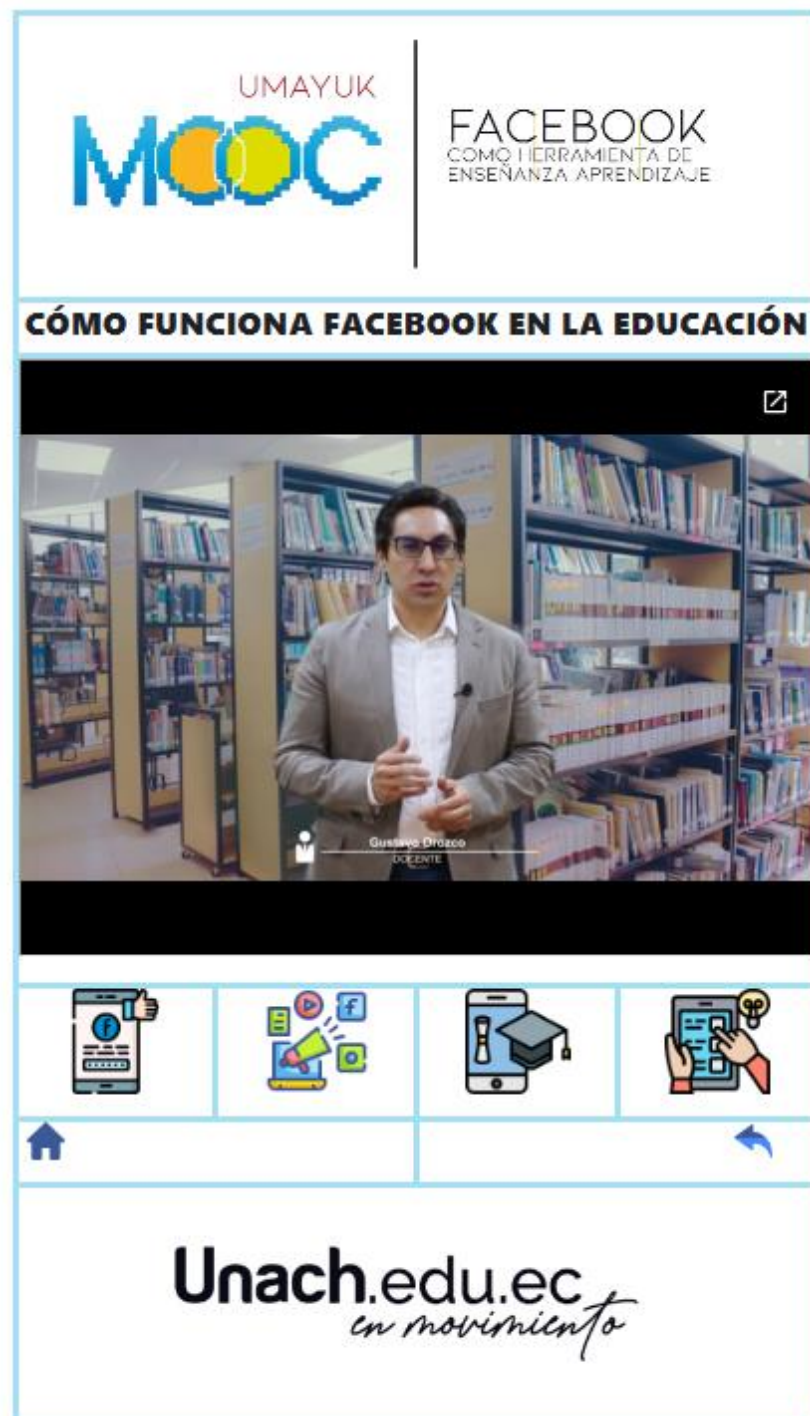 UMAYUK
MOOC
FACEBOOK
COMO HERRAMIENTA DE
ENSEÑANZA APRENDIZAJE
CÓMO FUNCIONA FACEBOOK EN LA EDUCACIÓN
Gustavo Orozco
DOCENTE
Unach.edu.ec
en movimiento